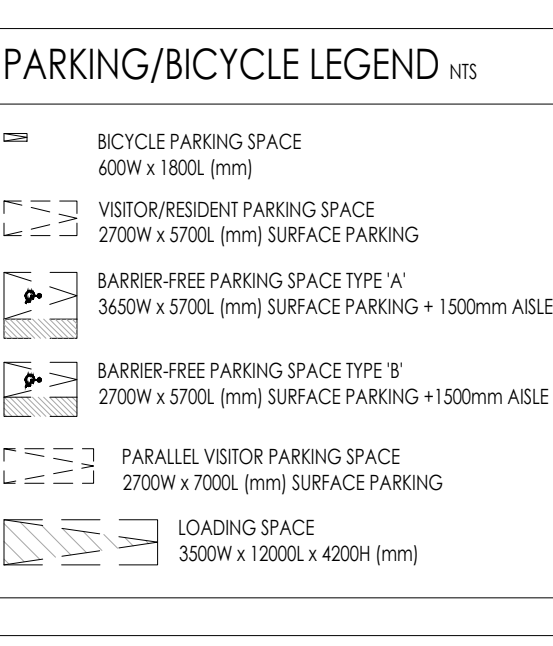 PARKING/BICYCLE LEGEND NTS
BICYCLE PARKING SPACE
600W x 1800L (mm)
VISITOR/RESIDENT PARKING SPACE
2700W x 5700L (mm) SURFACE PARKING
BARRIER-FREE PARKING SPACE TYPE 'A'
3650W x 5700L (mm) SURFACE PARKING + 1500mm AISLE
BARRIER-FREE PARKING SPACE TYPE 'B'
2700W x 5700L (mm) SURFACE PARKING +1500mm AISLE
PARALLEL VISITOR PARKING SPACE
2700W x 7000L (mm) SURFACE PARKING
LOADING SPACE
3500W x 12000L x 4200H (mm)